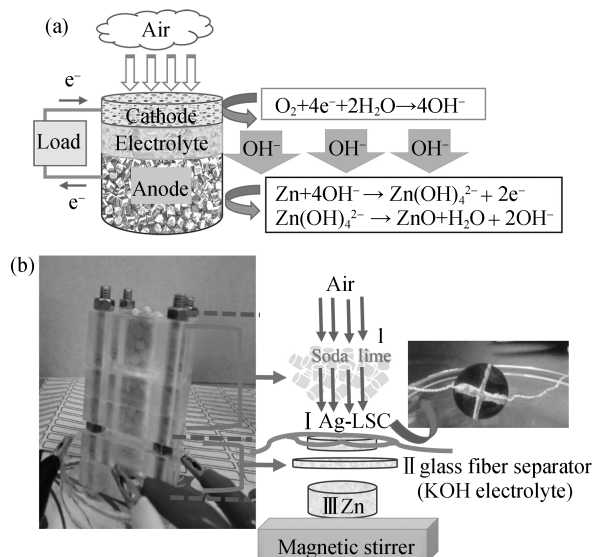 (a)
Air
e⁻
Cathode
O₂+4e⁻+2H₂O→4OH⁻
Load
Electrolyte
OH⁻ OH⁻ OH⁻
Anode
Zn+4OH⁻→Zn(OH)₄²⁻+2e⁻
e⁻
Zn(OH)₄²⁻→ZnO+H₂O+2OH⁻
(b)
Air
1
Soda lime
I Ag-LSC
II glass fiber separator
(KOH electrolyte)
III Zn
Magnetic stirrer